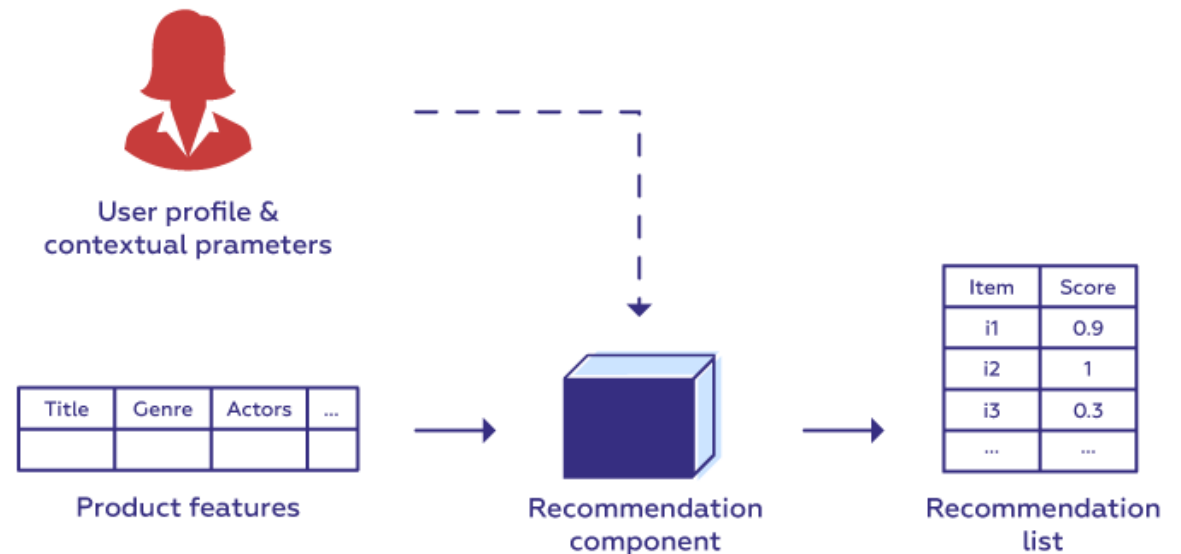 User profile &
contextual prameters
Title Genre Actors ...
Product features
Recommendation
component
Item Score
i1 0.9
i2 1
i3 0.3
... ...
Recommendation
list